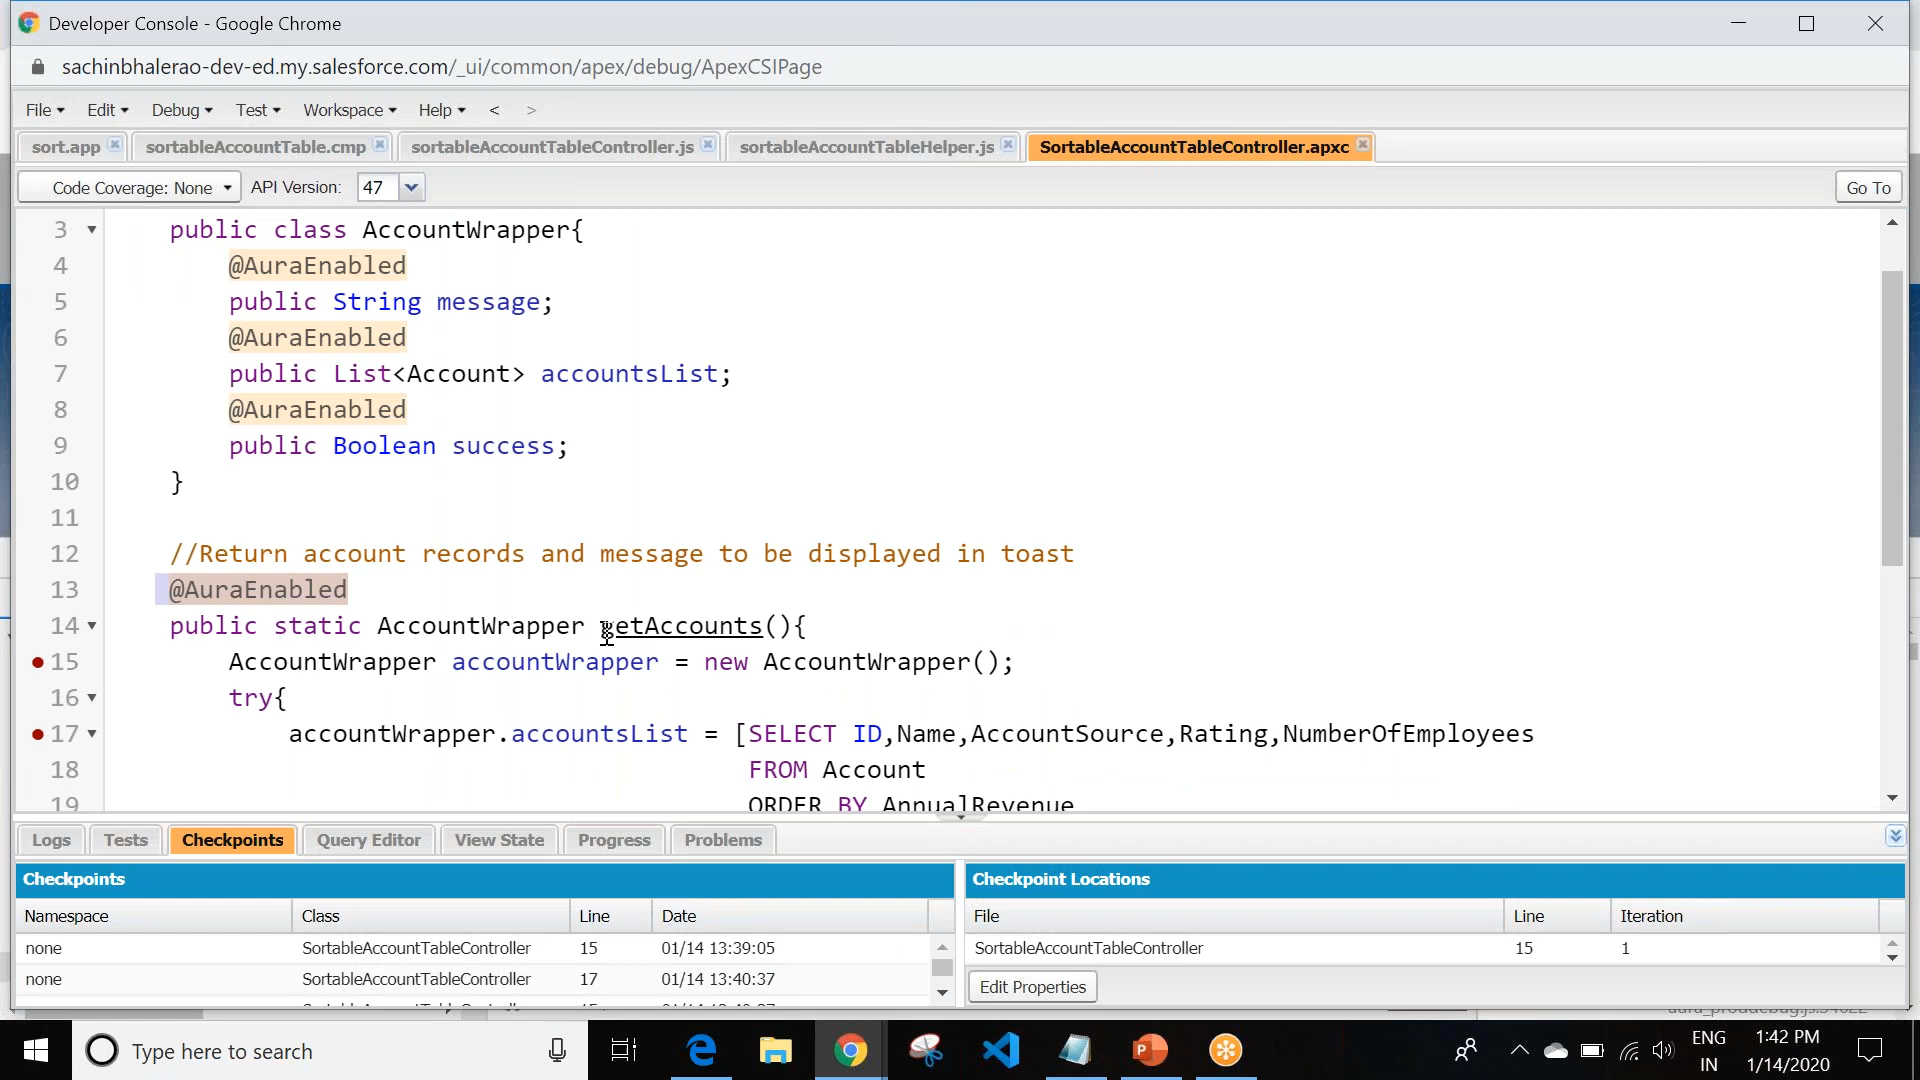 Developer Console - Google Chrome
sachinbhalerao-dev-ed.my.salesforce.com/_ui/common/apex/debug/ApexCSIPage
File Edit Debug Test Workspace Help < >
sort.app sortableAccountTable.cmp sortableAccountTableController.js sortableAccountTableHelper.js SortableAccountTableController.apxc
Code Coverage: None API Version: 47 Go To
3 public class AccountWrapper{
4 @AuraEnabled
5 public String message;
6 @AuraEnabled
7 public List<Account> accountsList;
8 @AuraEnabled
9 public Boolean success;
10 }
11
12 //Return account records and message to be displayed in toast
13 @AuraEnabled
14 public static AccountWrapper getAccounts(){
15 AccountWrapper accountWrapper = new AccountWrapper();
16 try{
17 accountWrapper.accountsList = [SELECT ID,Name,AccountSource,Rating,NumberOfEmployees
18 FROM Account
19 ORDER BY AnnualRevenue
Logs Tests Checkpoints Query Editor View State Progress Problems
Checkpoints
Namespace Class Line Date
none SortableAccountTableController 15 01/14 13:39:05
none SortableAccountTableController 17 01/14 13:40:37
Checkpoint Locations
File Line Iteration
SortableAccountTableController 15 1
Edit Properties
Type here to search
ENG
IN
1:42 PM
1/14/2020